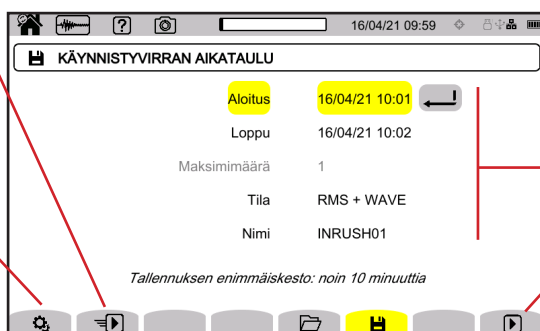 16/04/21 09:59
KÄYNNISTYVIRRAN AIKATAULU
Aloitus 16/04/21 10:01
Loppu 16/04/21 10:02
Maksimimäärä 1
Tila RMS + WAVE
Nimi INRUSH01
Tallennuksen enimmäiskesto: noin 10 minuuttia